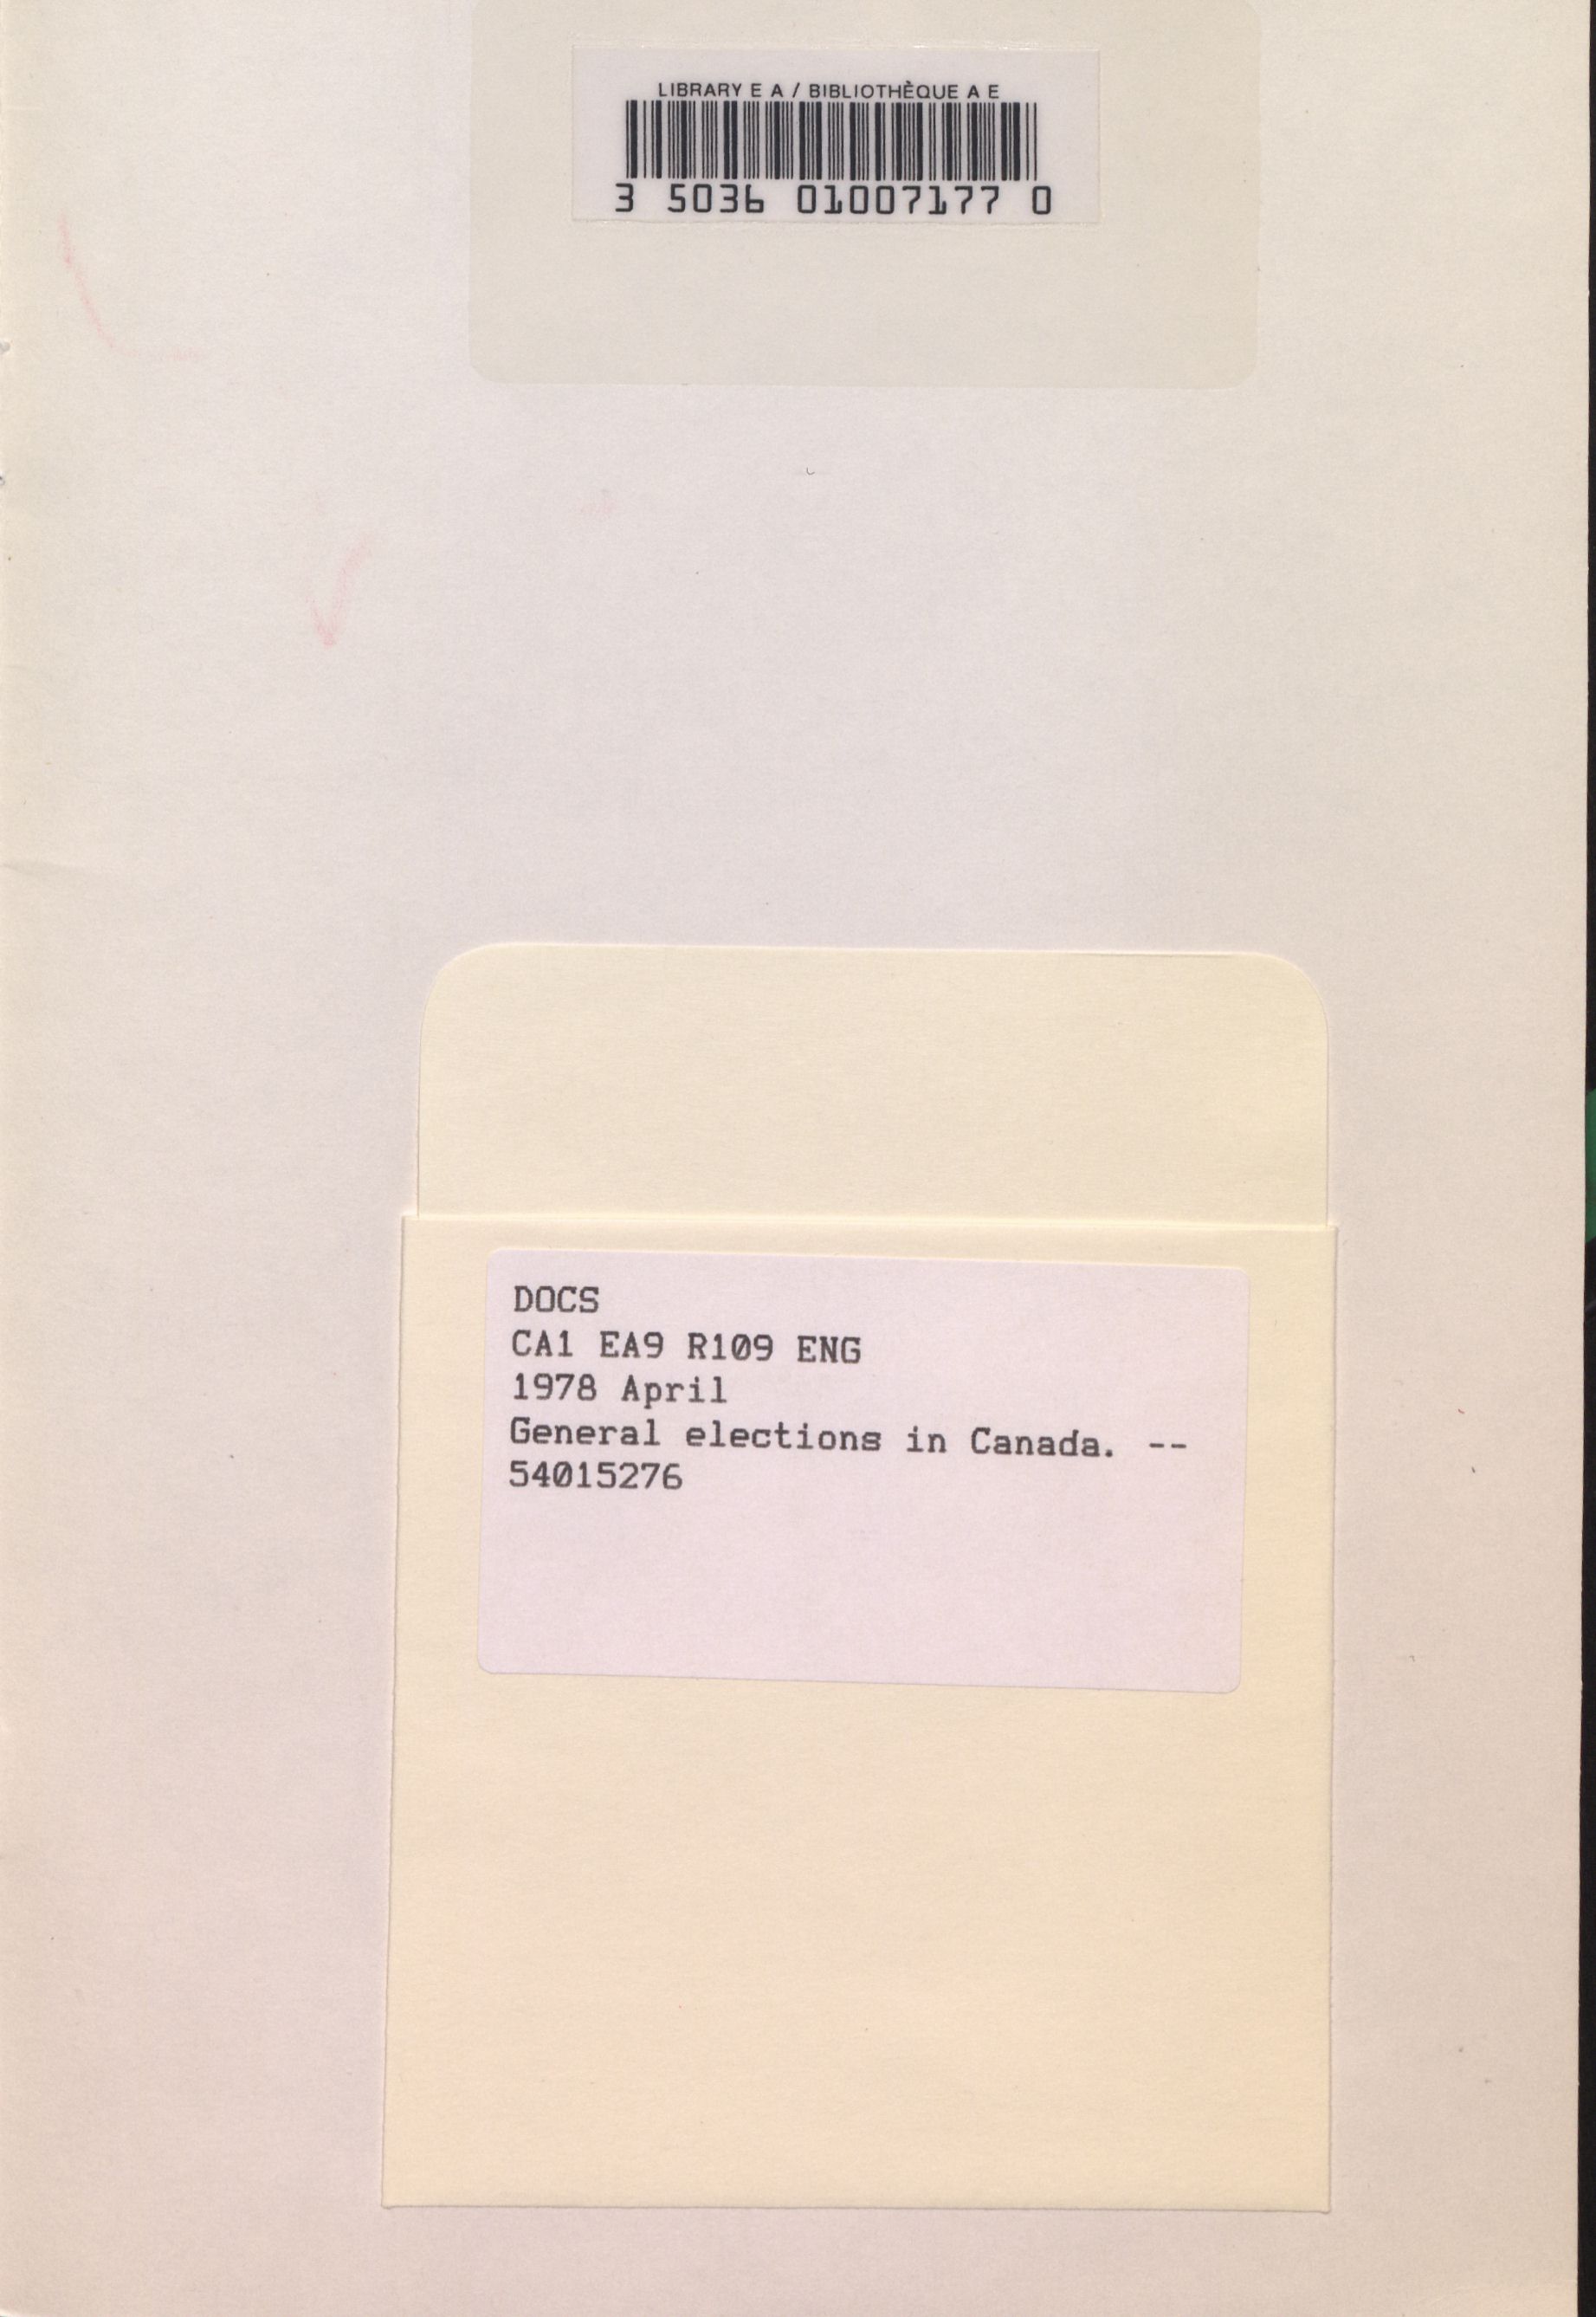 LIBRARY E A / BIBLIOTHÈQUE A E
3 5036 01007177 0
DOCS
CA1 EA9 R109 ENG
1978 April
General elections in Canada. --
54015276